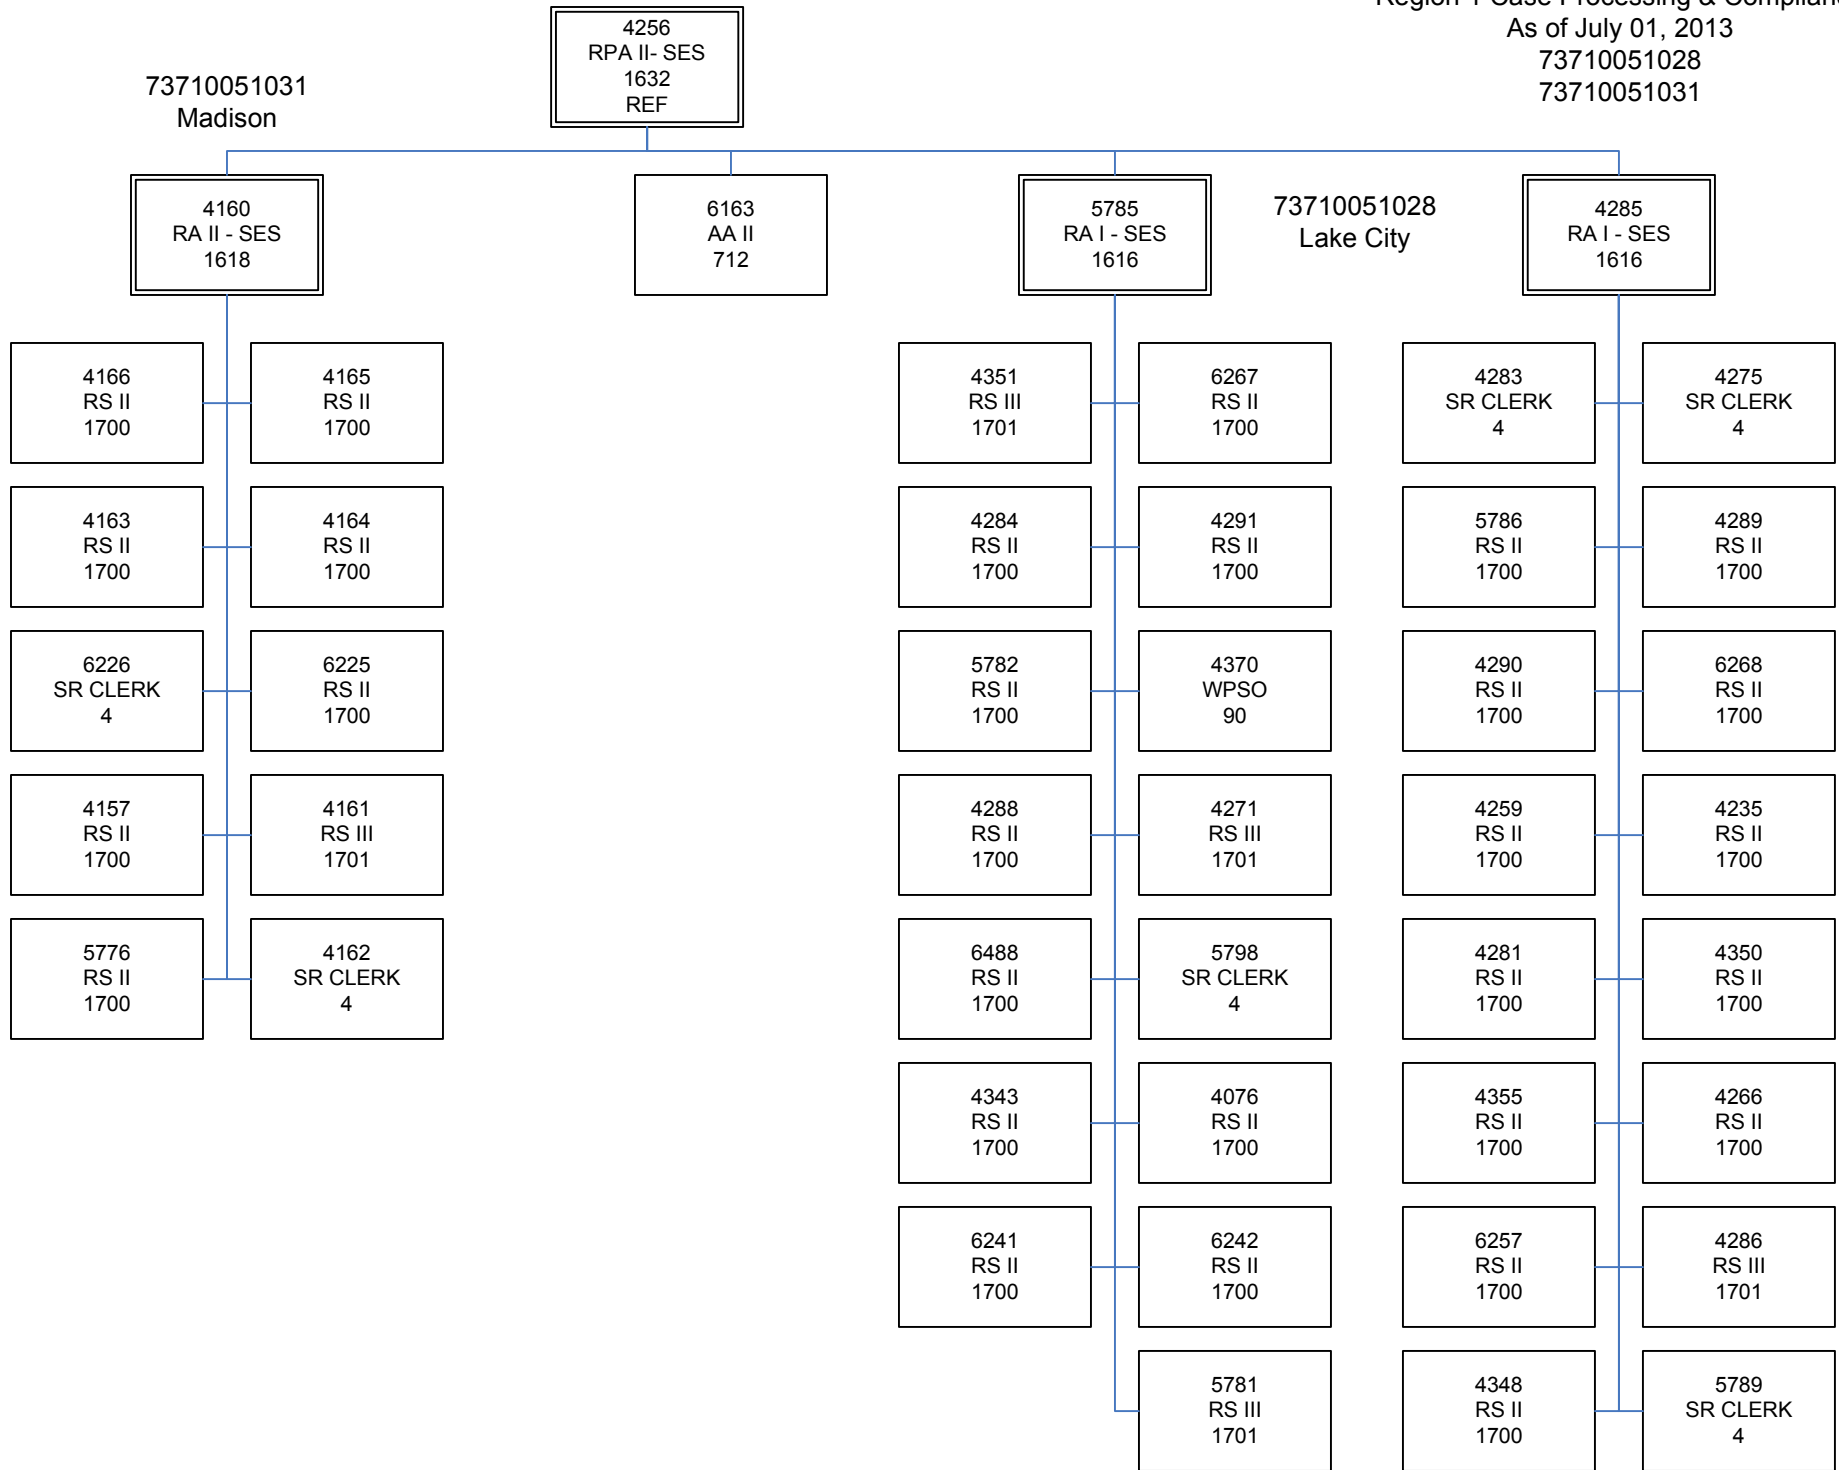 Region 1 Case Processing & Complian
As of July 01, 2013
73710051028
73710051031
4256
RPA II- SES
1632
REF
73710051031
Madison
4160
RA II - SES
1618
6163
AA II
712
5785
RA I - SES
1616
73710051028
Lake City
4285
RA I - SES
1616
4166
RS II
1700
4165
RS II
1700
4163
RS II
1700
4164
RS II
1700
6226
SR CLERK
4
6225
RS II
1700
4157
RS II
1700
4161
RS III
1701
5776
RS II
1700
4162
SR CLERK
4
4351
RS III
1701
6267
RS II
1700
4284
RS II
1700
4291
RS II
1700
5782
RS II
1700
4370
WPSO
90
4288
RS II
1700
4271
RS III
1701
6488
RS II
1700
5798
SR CLERK
4
4343
RS II
1700
4076
RS II
1700
6241
RS II
1700
6242
RS II
1700
5781
RS III
1701
4283
SR CLERK
4
4275
SR CLERK
4
5786
RS II
1700
4289
RS II
1700
4290
RS II
1700
6268
RS II
1700
4259
RS II
1700
4235
RS II
1700
4281
RS II
1700
4350
RS II
1700
4355
RS II
1700
4266
RS II
1700
6257
RS II
1700
4286
RS III
1701
4348
RS II
1700
5789
SR CLERK
4